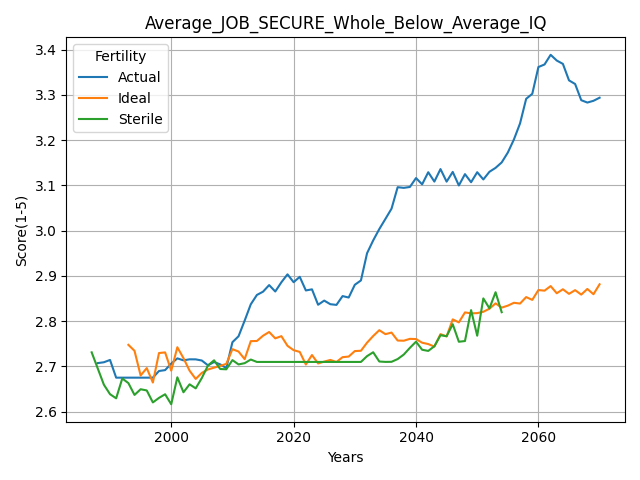 Average_JOB_SECURE_Whole_Below_Average_IQ
Fertility
Actual
Ideal
Sterile
Score(1-5)
3.4
3.3
3.2
3.1
3.0
2.9
2.8
2.7
2.6
2000 2020 2040 2060
Years